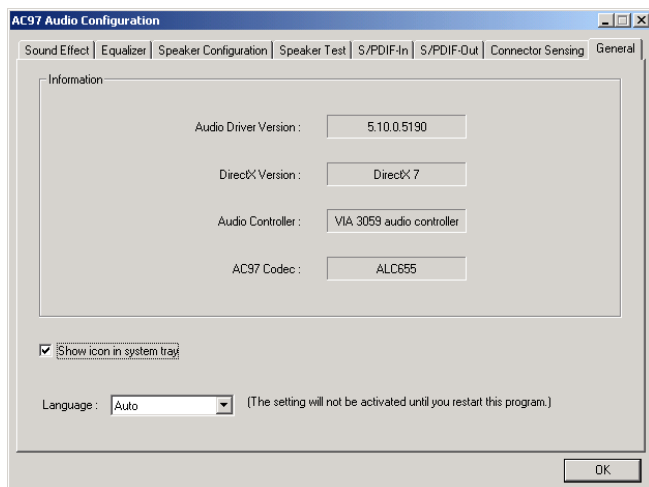 AC97 Audio Configuration
Sound Effect Equalizer Speaker Configuration Speaker Test S/PDIF-In S/PDIF-Out Connector Sensing General
Information
Audio Driver Version : 5.10.0.5190
DirectX Version : DirectX 7
Audio Controller : VIA 3059 audio controller
AC97 Codec : ALC655
Show icon in system tray
Language : Auto (The setting will not be activated until you restart this program.)
OK